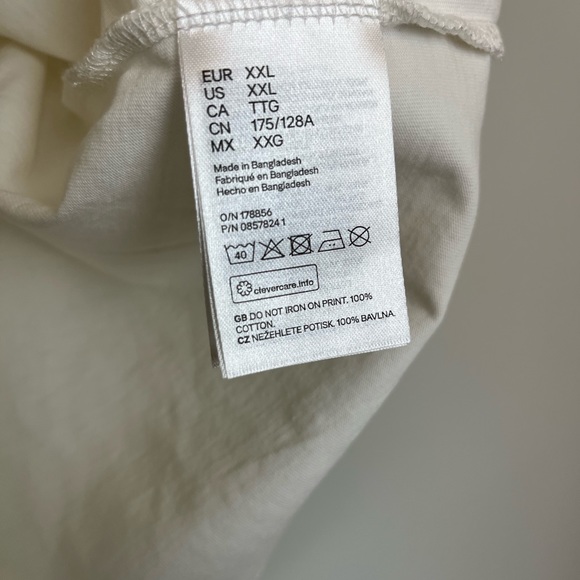 EUR XXL
US XXL
CA TTG
CN 175/128A
MX XXG
Made in Bangladesh
Fabriqué en Bangladesh
Hecho en Bangladesh
O/N 178856
P/N 0857824 1
40
clevercare.info
GB DO NOT IRON ON PRINT. 100%
COTTON.
CZ NEŽEHLETE POTISK. 100% BAVLNA.